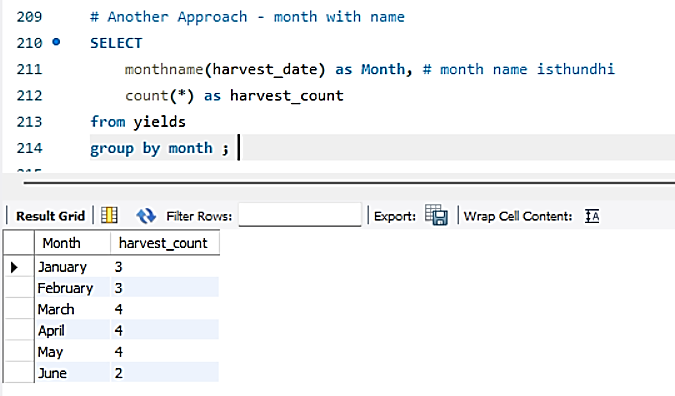 209 # Another Approach - month with name
210 SELECT
211 monthname(harvest_date) as Month, # month name isthundhi
212 count(*) as harvest_count
213 from yields
214 group by month ;
Result Grid Filter Rows: Export: Wrap Cell Content: IA
Month harvest_count
January 3
February 3
March 4
April 4
May 4
June 2